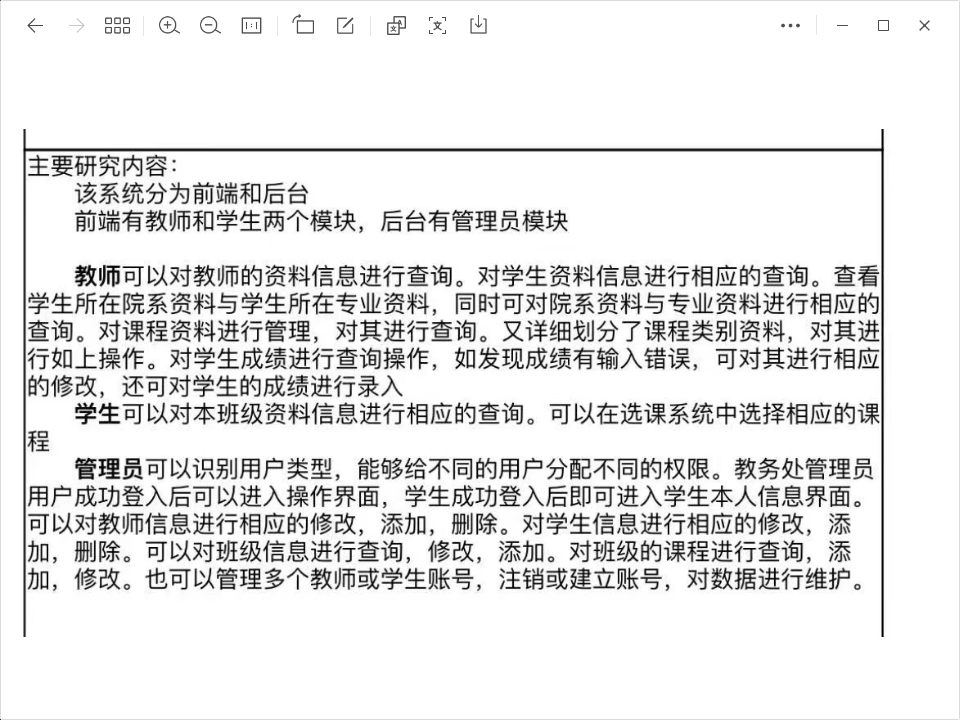 主要研究内容：
该系统分为前端和后台
前端有教师和学生两个模块，后台有管理员模块
教师可以对教师的资料信息进行查询。对学生资料信息进行相应的查询。查看
学生所在院系资料与学生所在专业资料，同时可对院系资料与专业资料进行相应的
查询。对课程资料进行管理，对其进行查询。又详细划分了课程类别资料，对其进
行如上操作。对学生成绩进行查询操作，如发现成绩有输入错误，可对其进行相应
的修改，还可对学生的成绩进行录入
学生可以对本班级资料信息进行相应的查询。可以在选课系统中选择相应的课
程
管理员可以识别用户类型，能够给不同的用户分配不同的权限。教务处管理员
用户成功登入后可以进入操作界面，学生成功登入后即可进入学生本人信息界面。
可以对教师信息进行相应的修改，添加，删除。对学生信息进行相应的修改，添
加，删除。可以对班级信息进行查询，修改，添加。对班级的课程进行查询，添
加，修改。也可以管理多个教师或学生账号，注销或建立账号，对数据进行维护。